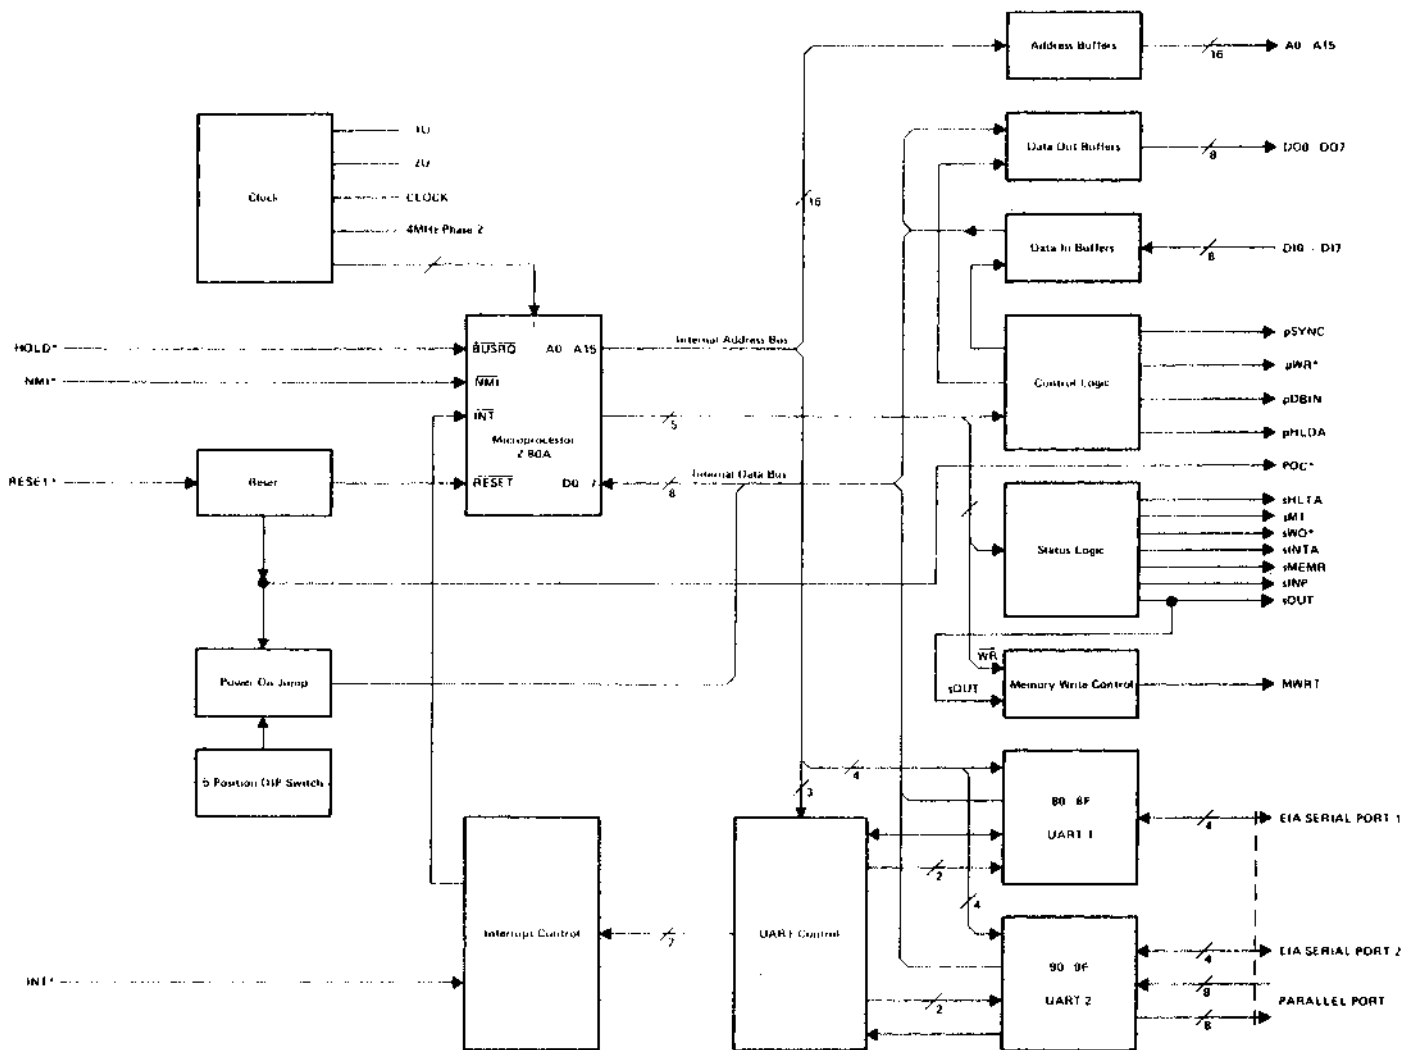 Address Buffers
16
A0 A15
Data Out Buffers
8
DO0 DO7
Clock
2U
CLOCK
4MHz Phase 2
16
Data In Buffers
8
DI0 - DI7
HOLD*
BUSRQ
A0 A15
Internal Address Bus
pSYNC
NMI*
NMI
pWR*
Control Logic
INT
5
pDBIN
Microprocessor
Z 80A
pHLDA
RESET*
Reset
RESET
D0 7
8
Internal Data Bus
POC*
sHLTA
sM1
sWO*
Status Logic
sINTA
sMEMR
sINP
sOUT
WR
Power On Jump
sOUT
Memory Write Control
MWRT
Position DIP Switch
4
3
80 8F
UART 1
4
EIA SERIAL PORT 1
2
4
Interrupt Control
UART Control
4
EIA SERIAL PORT 2
90 9F
8
INT*
2
UART 2
PARALLEL PORT
8